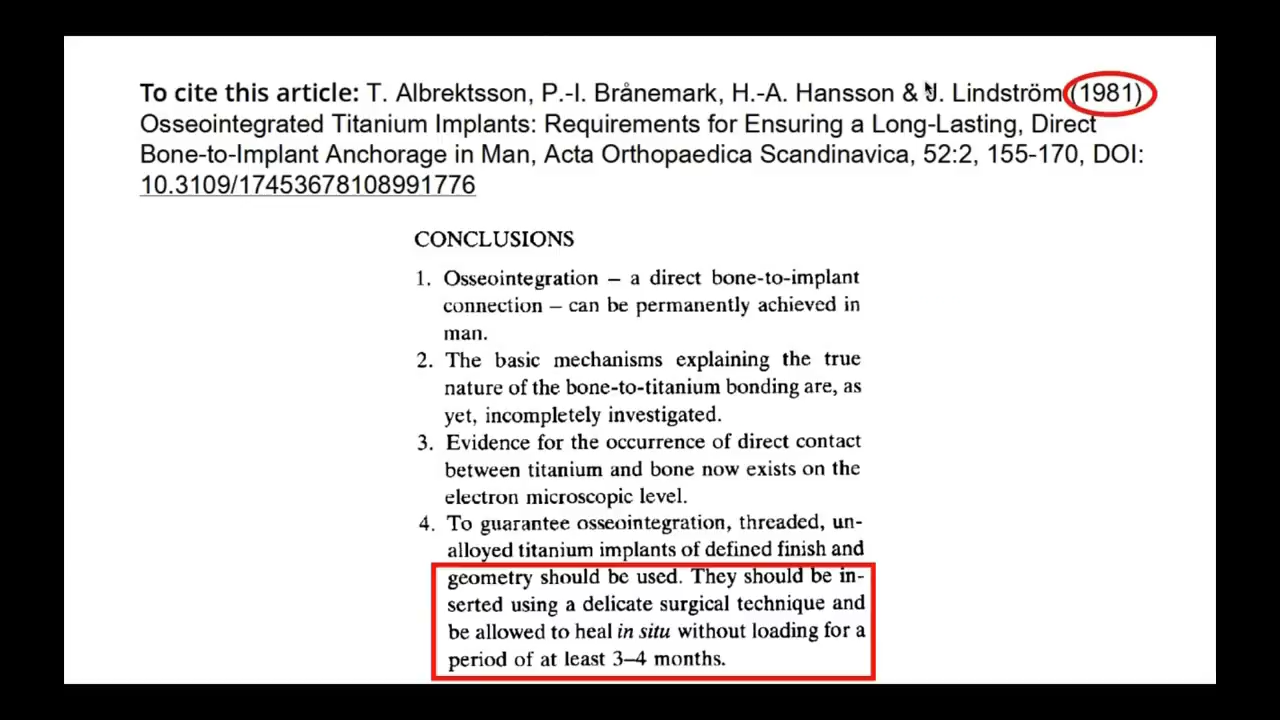 To cite this article: T. Albrektsson, P.-I. Brånemark, H.-A. Hansson & J. Lindström (1981)
Osseointegrated Titanium Implants: Requirements for Ensuring a Long-Lasting, Direct
Bone-to-Implant Anchorage in Man, Acta Orthopaedica Scandinavica, 52:2, 155-170, DOI:
10.3109/17453678108991776
CONCLUSIONS
1. Osseointegration – a direct bone-to-implant
connection – can be permanently achieved in
man.
2. The basic mechanisms explaining the true
nature of the bone-to-titanium bonding are, as
yet, incompletely investigated.
3. Evidence for the occurrence of direct contact
between titanium and bone now exists on the
electron microscopic level.
4. To guarantee osseointegration, threaded, un-
alloyed titanium implants of defined finish and
geometry should be used. They should be in-
serted using a delicate surgical technique and
be allowed to heal in situ without loading for a
period of at least 3–4 months.